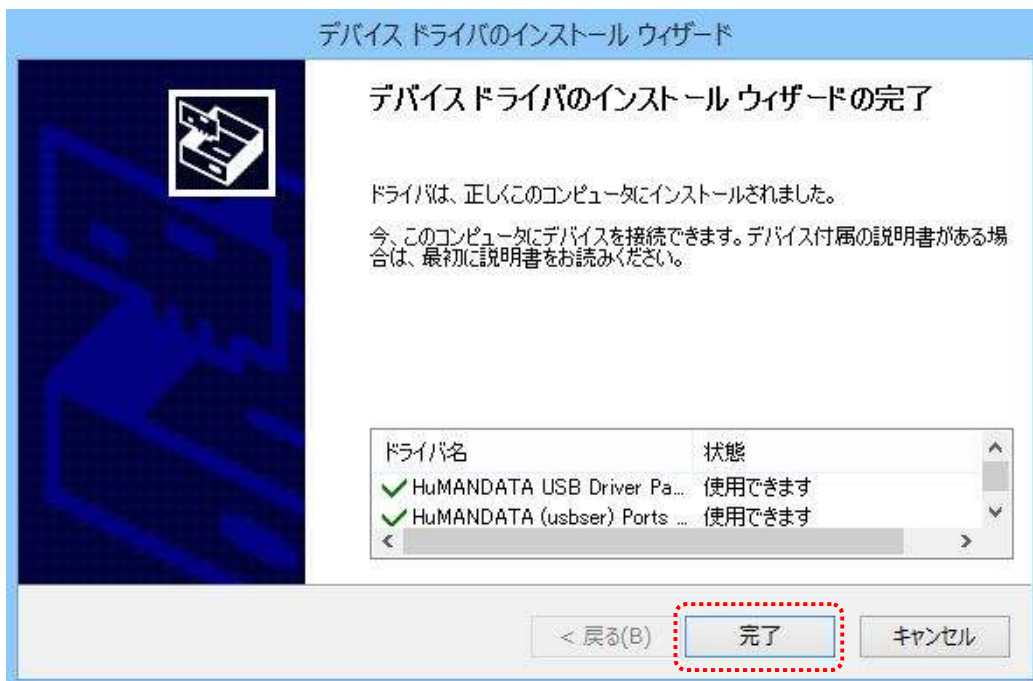 デバイス ドライバのインストール ウィザード
デバイス ドライバのインストール ウィザードの完了
ドライバは、正しくこのコンピュータにインストールされました。
今、このコンピュータにデバイスを接続できます。デバイス付属の説明書がある場
合は、最初に説明書をお読みください。
ドライバ名 状態
HuMANDATA USB Driver Pa... 使用できます
HuMANDATA (usbser) Ports ... 使用できます
< 戻る(B) 完了 キャンセル